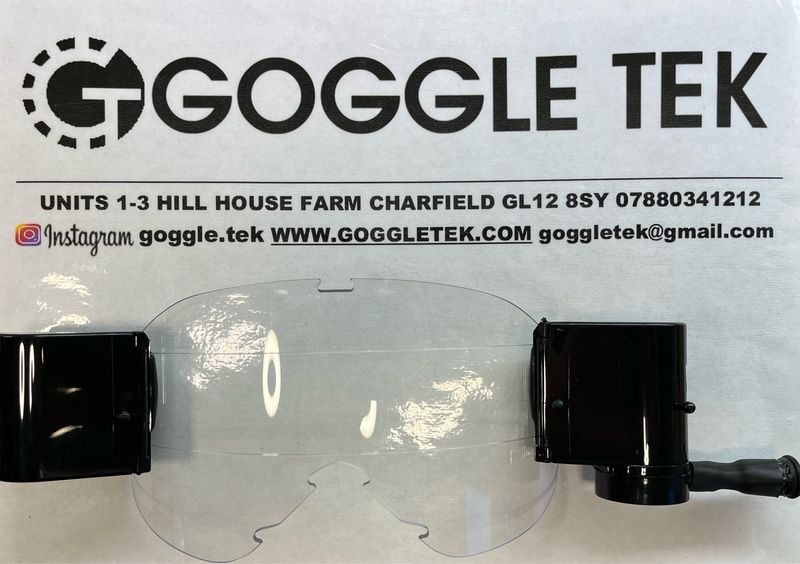 GT GOGGLE TEK
UNITS 1-3 HILL HOUSE FARM CHARFIELD GL12 8SY 07880341212
Instagram goggle.tek WWW.GOGGLETEK.COM goggletek@gmail.com